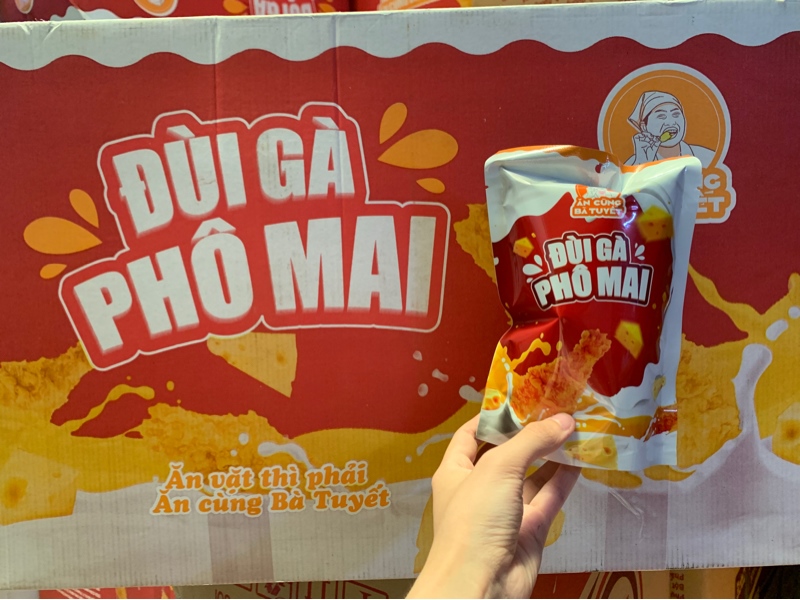 ĐÙI GÀ
PHÔ MAI
Ăn vặt thì phải
Ăn cùng Bà Tuyết
ĂN CÙNG
BÀ TUYẾT
ĐÙI GÀ
PHÔ MAI